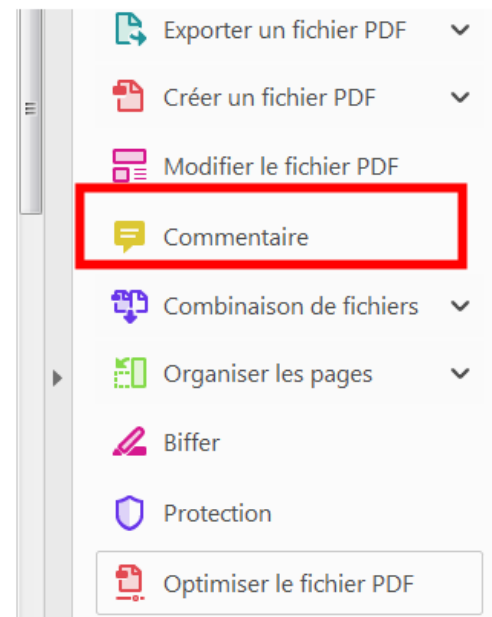 Exporter un fichier PDF
Créer un fichier PDF
Modifier le fichier PDF
Commentaire
Combinaison de fichiers
Organiser les pages
Biffer
Protection
Optimiser le fichier PDF